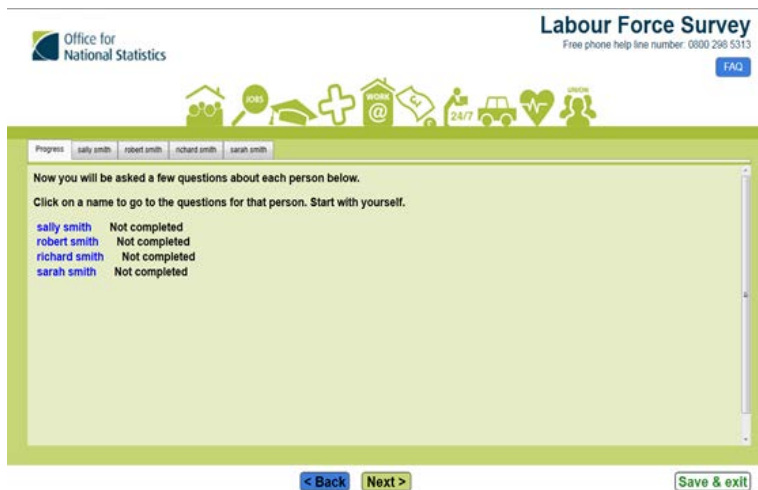 Office for
National Statistics
Labour Force Survey
Free phone help line number: 0800 298 5313
FAQ
JOBS
WORK
@
CV
24/7
UNION
Progress
sally smith
robert smith
richard smith
sarah smith
Now you will be asked a few questions about each person below.
Click on a name to go to the questions for that person. Start with yourself.
sally smith Not completed
robert smith Not completed
richard smith Not completed
sarah smith Not completed
< Back
Next >
Save & exit